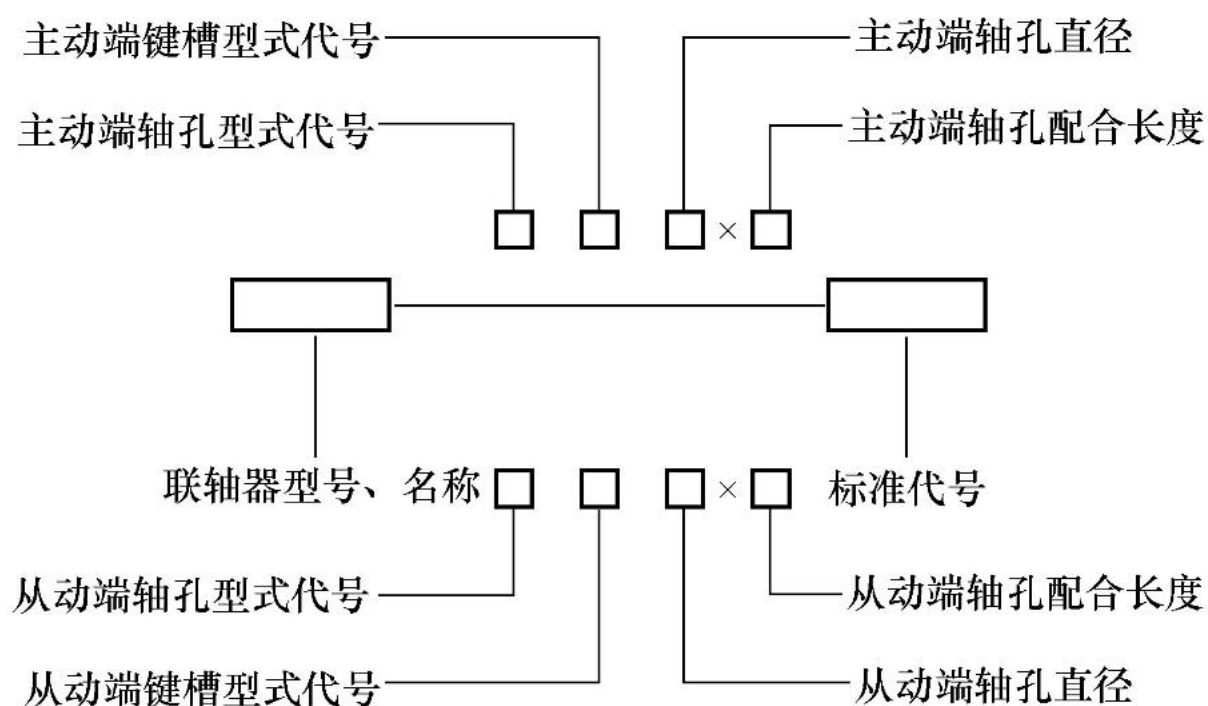 主动端键槽型式代号
主动端轴孔直径
主动端轴孔型式代号
主动端轴孔配合长度
×
联轴器型号、名称
×
标准代号
从动端轴孔型式代号
从动端轴孔配合长度
从动端键槽型式代号
从动端轴孔直径